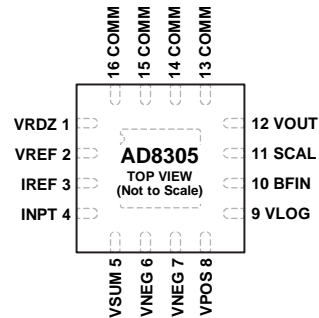 16 COMM
15 COMM
14 COMM
13 COMM
VRDZ 1
VREF 2
IREF 3
INPT 4
AD8305
TOP VIEW
(Not to Scale)
12 VOUT
11 SCAL
10 BFIN
9 VLOG
VSUM 5
VNEG 6
VNEG 7
VPOS 8